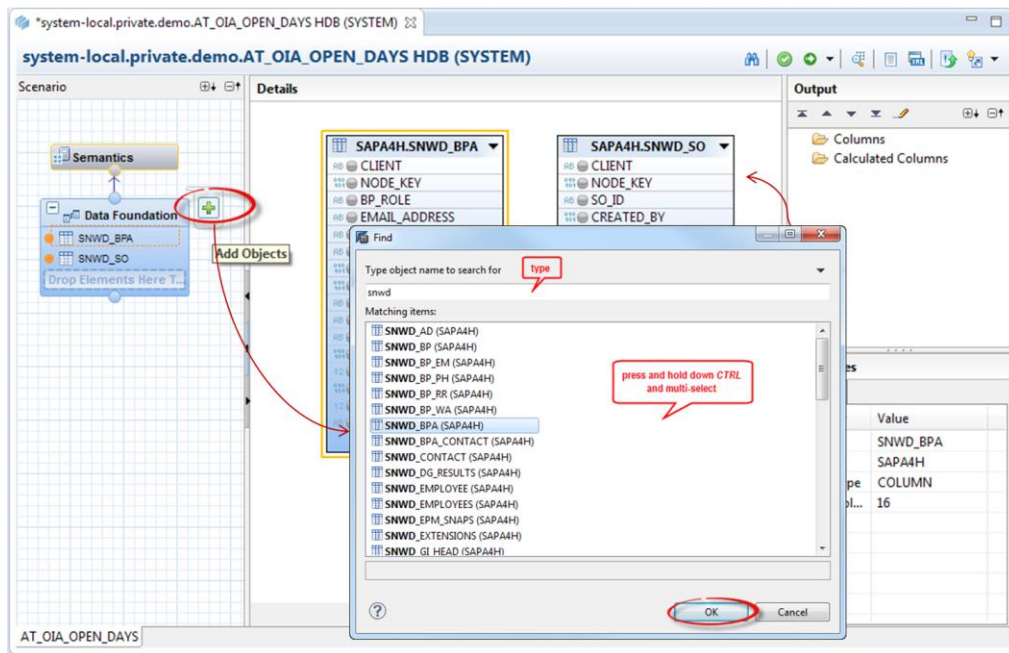 *system-local.private.demo.AT_OIA_OPEN_DAYS HDB (SYSTEM)
system-local.private.demo.AT_OIA_OPEN_DAYS HDB (SYSTEM)
Scenario
Details
Output
Semantics
Data Foundation
SNWD_BPA
SNWD_SO
Drop Elements Here T...
Add Objects
SAPA4H.SNWD_BPA
CLIENT
NODE_KEY
BP_ROLE
EMAIL_ADDRESS
SAPA4H.SNWD_SO
CLIENT
NODE_KEY
SO_ID
CREATED_BY
Columns
Calculated Columns
Find
Type object name to search for
type
snwd
Matching items:
SNWD_AD (SAPA4H)
SNWD_BP (SAPA4H)
SNWD_BP_EM (SAPA4H)
SNWD_BP_PH (SAPA4H)
SNWD_BP_RR (SAPA4H)
SNWD_BP_WA (SAPA4H)
SNWD_BPA (SAPA4H)
SNWD_BPA_CONTACT (SAPA4H)
SNWD_CONTACT (SAPA4H)
SNWD_DG_RESULTS (SAPA4H)
SNWD_EMPLOYEE (SAPA4H)
SNWD_EMPLOYEES (SAPA4H)
SNWD_EPM_SNAPS (SAPA4H)
SNWD_EXTENSIONS (SAPA4H)
SNWD_GI_HEAD (SAPA4H)
press and hold down CTRL
and multi-select
OK
Cancel
es
Value
SNWD_BPA
SAPA4H
pe COLUMN
ol... 16
AT_OIA_OPEN_DAYS